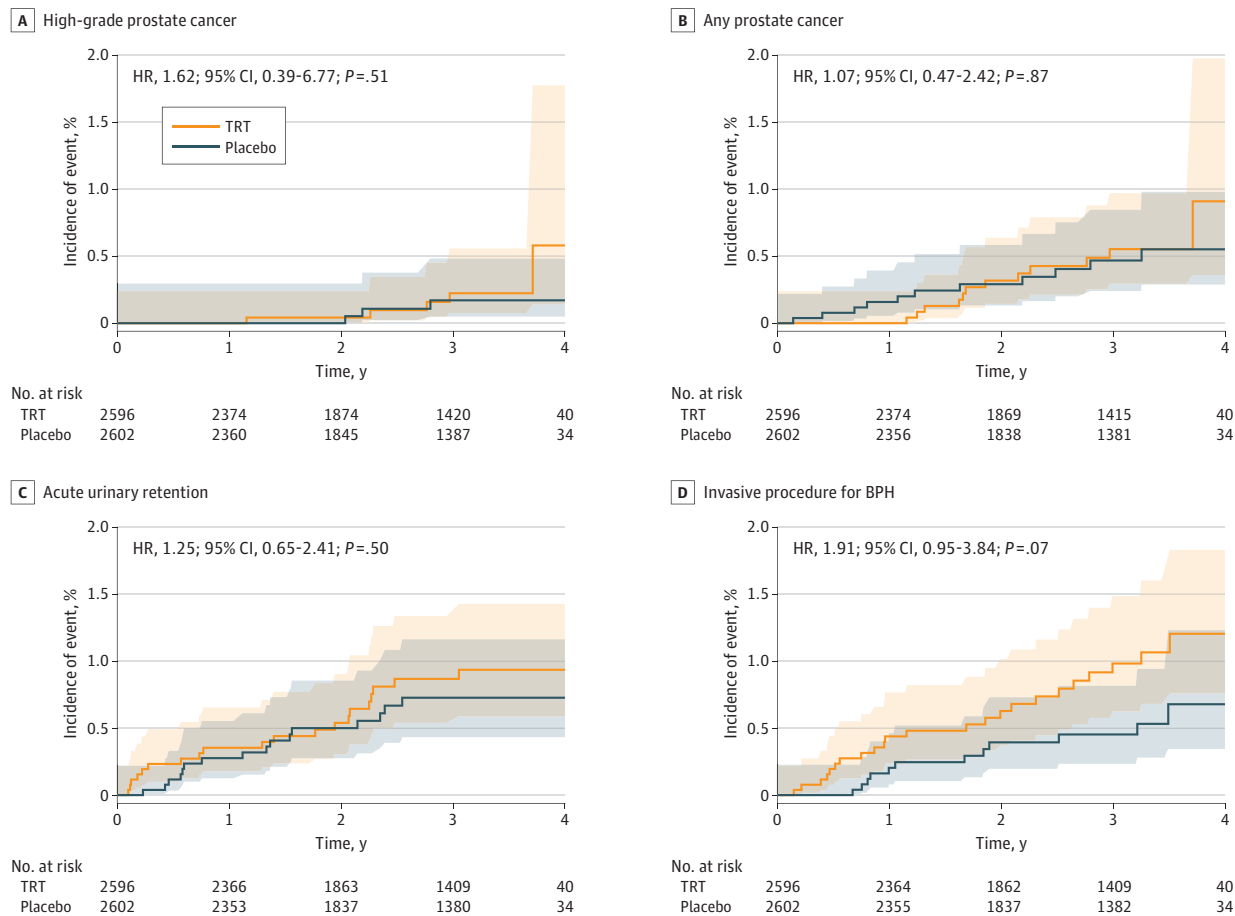 A High-grade prostate cancer
HR, 1.62; 95% CI, 0.39-6.77; P=.51
TRT
Placebo
Incidence of event, %
2.0
1.5
1.0
0.5
0
0 1 2 3 4
Time, y
No. at risk
TRT 2596 2374 1874 1420 40
Placebo 2602 2360 1845 1387 34
B Any prostate cancer
HR, 1.07; 95% CI, 0.47-2.42; P=.87
Incidence of event, %
2.0
1.5
1.0
0.5
0
0 1 2 3 4
Time, y
No. at risk
TRT 2596 2374 1869 1415 40
Placebo 2602 2356 1838 1381 34
C Acute urinary retention
HR, 1.25; 95% CI, 0.65-2.41; P=.50
Incidence of event, %
2.0
1.5
1.0
0.5
0
0 1 2 3 4
Time, y
No. at risk
TRT 2596 2366 1863 1409 40
Placebo 2602 2353 1837 1380 34
D Invasive procedure for BPH
HR, 1.91; 95% CI, 0.95-3.84; P=.07
Incidence of event, %
2.0
1.5
1.0
0.5
0
0 1 2 3 4
Time, y
No. at risk
TRT 2596 2364 1862 1409 40
Placebo 2602 2355 1837 1382 34